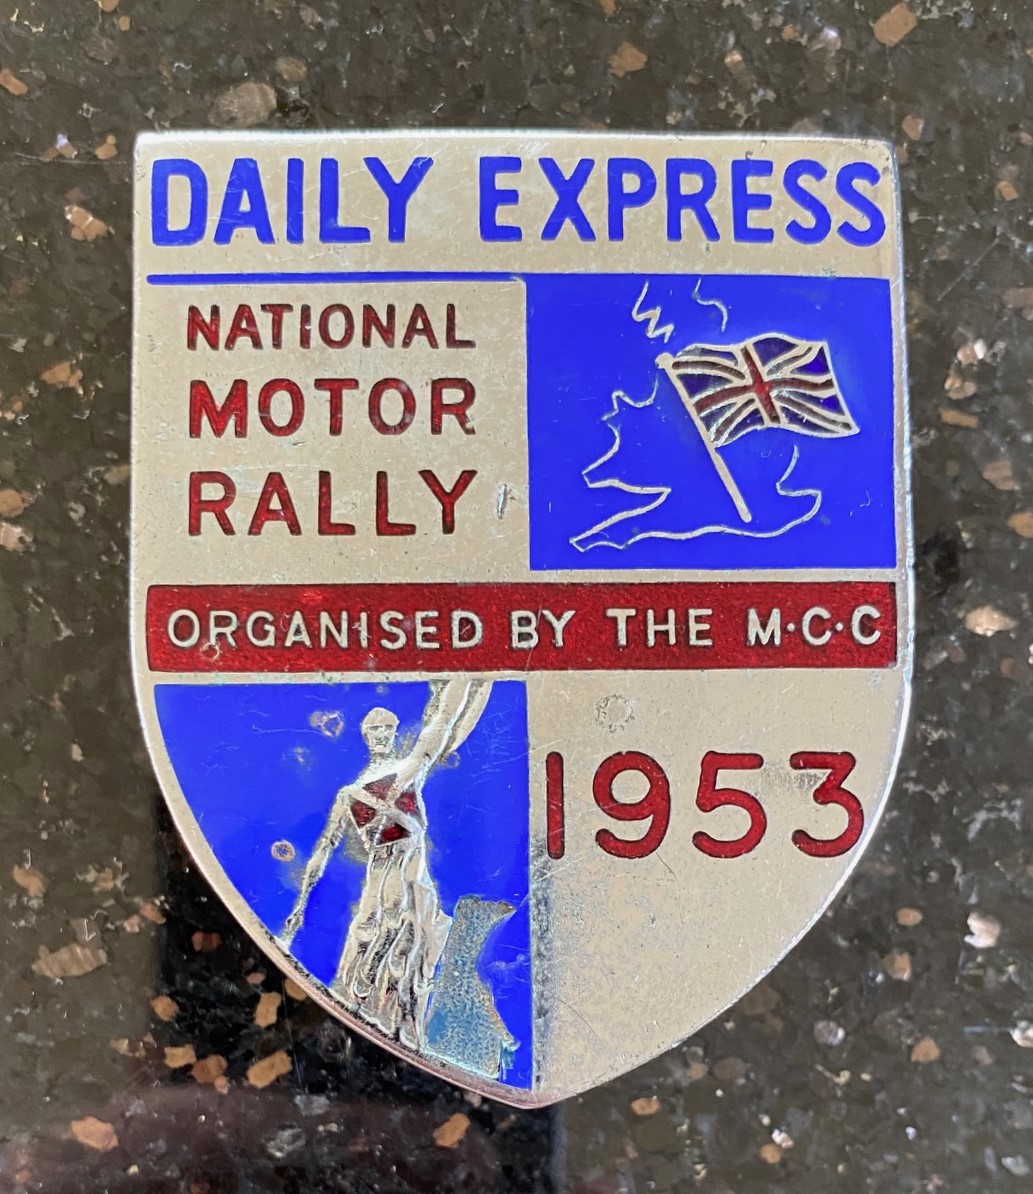 DAILY EXPRESS
NATIONAL
MOTOR
RALLY
ORGANISED BY THE M·C·C
1953